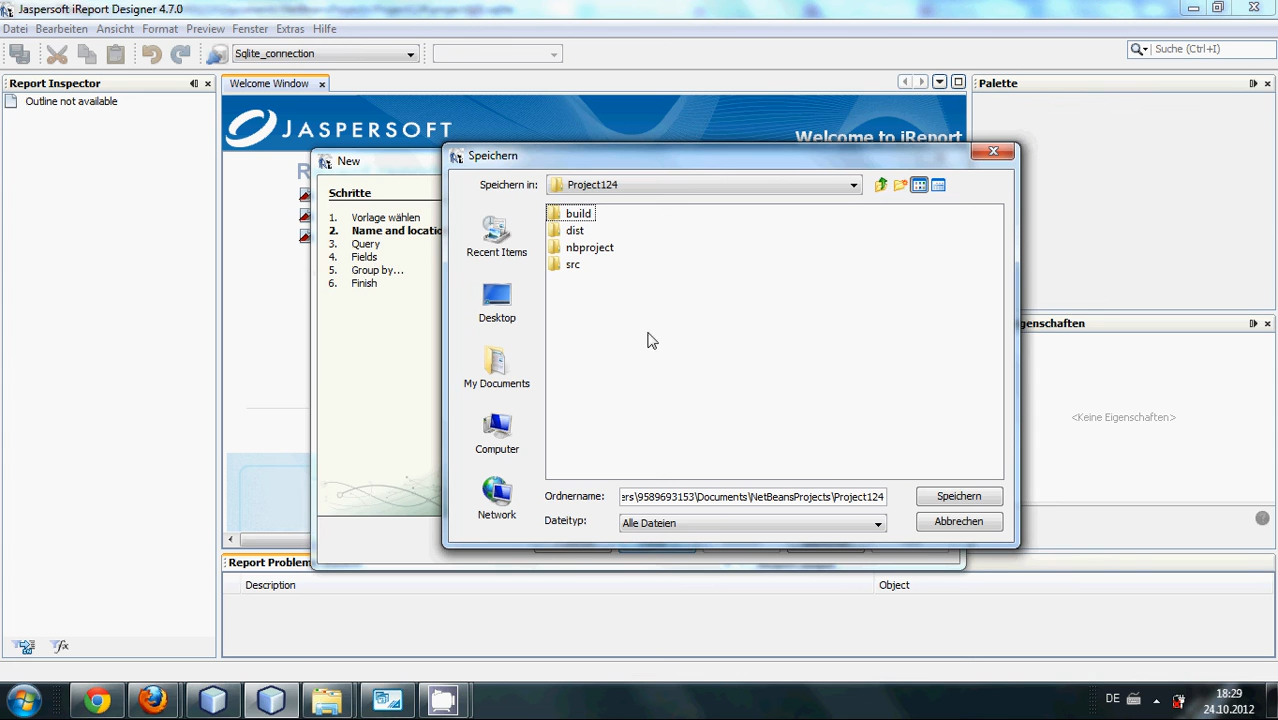 Jaspersoft iReport Designer 4.7.0
Datei Bearbeiten Ansicht Format Preview Fenster Extras Hilfe
Sqlite_connection
Suche (Ctrl+I)
Report Inspector
Outline not available
Welcome Window
JASPERSOFT
Welcome to iReport
Palette
New
Schritte
1. Vorlage wählen
2. Name and locatio
3. Query
4. Fields
5. Group by...
6. Finish
Speichern
Speichern in: Project124
build
dist
nbproject
src
Recent Items
Desktop
My Documents
Computer
Network
Ordnername: ers\9589693153\Documents\NetBeansProjects\Project124
Speichern
Dateityp: Alle Dateien
Abbrechen
genschaften
<Keine Eigenschaften>
Report Problem
Description Object
DE
18:29
24.10.2012